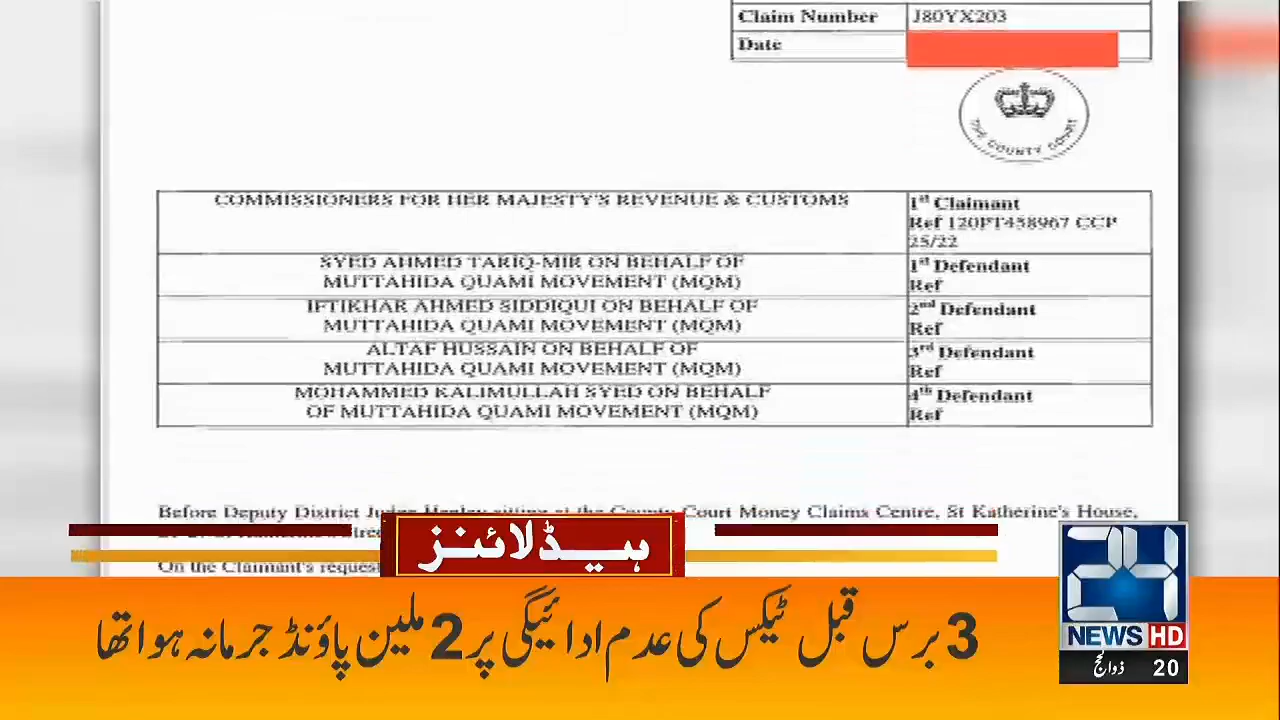 Claim Number J80YX203
Date
THE COUNTY COURT
COMMISSIONERS FOR HER MAJESTY'S REVENUE & CUSTOMS
1st Claimant
Ref 120PT458967 CCP
25/22
SYED AHMED TARIQ-MIR ON BEHALF OF
MUTTAHIDA QUAMI MOVEMENT (MQM)
1st Defendant
Ref
IFTIKHAR AHMED SIDDIQUI ON BEHALF OF
MUTTAHIDA QUAMI MOVEMENT (MQM)
2nd Defendant
Ref
ALTAF HUSSAIN ON BEHALF OF
MUTTAHIDA QUAMI MOVEMENT (MQM)
3rd Defendant
Ref
MOHAMMED KALIMULLAH SYED ON BEHALF
OF MUTTAHIDA QUAMI MOVEMENT (MQM)
4th Defendant
Ref
Before Deputy District sitting at the County Court Money Claims Centre, St Katherine's House,
On the Claimant's request
ہیڈلائنز
3 برس قبل ٹیکس کی عدم ادائیگی پر 2 ملین پاؤنڈ جرمانہ ہوا تھا
24
NEWS HD
20 ذوالحج